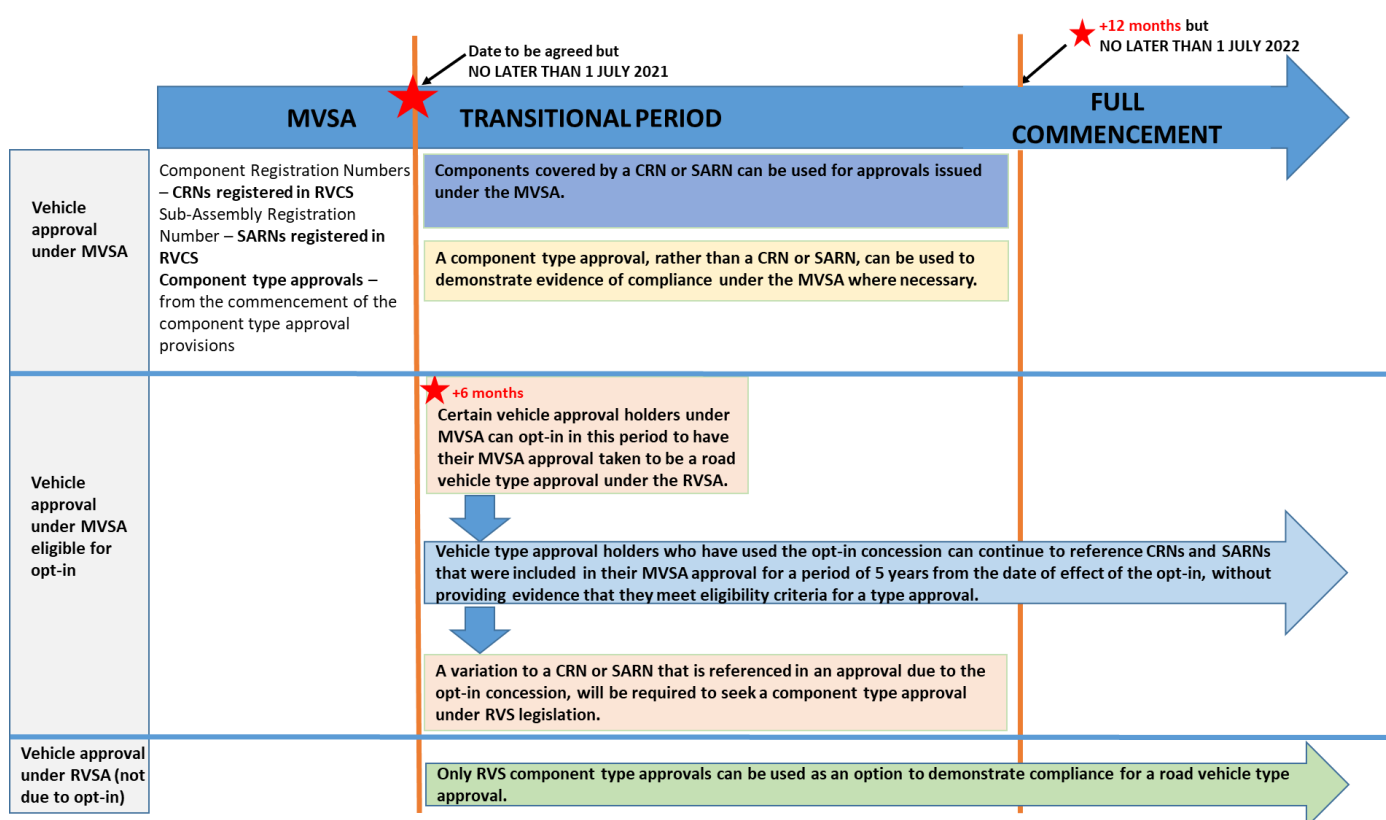 +12 months but
NO LATER THAN 1 JULY 2022
Date to be agreed but
NO LATER THAN 1 JULY 2021
MVSA
TRANSITIONAL PERIOD
FULL
COMMENCEMENT
Vehicle
approval
under MVSA
Component Registration Numbers
– CRNs registered in RVCS
Sub-Assembly Registration
Number – SARNs registered in
RVCS
Component type approvals –
from the commencement of the
component type approval
provisions
Components covered by a CRN or SARN can be used for approvals issued
under the MVSA.
A component type approval, rather than a CRN or SARN, can be used to
demonstrate evidence of compliance under the MVSA where necessary.
Vehicle
approval
under MVSA
eligible for
opt-in
+6 months
Certain vehicle approval holders under
MVSA can opt-in in this period to have
their MVSA approval taken to be a road
vehicle type approval under the RVSA.
Vehicle type approval holders who have used the opt-in concession can continue to reference CRNs and SARNs
that were included in their MVSA approval for a period of 5 years from the date of effect of the opt-in, without
providing evidence that they meet eligibility criteria for a type approval.
A variation to a CRN or SARN that is referenced in an approval due to the
opt-in concession, will be required to seek a component type approval
under RVS legislation.
Vehicle approval
under RVSA (not
due to opt-in)
Only RVS component type approvals can be used as an option to demonstrate compliance for a road vehicle type
approval.